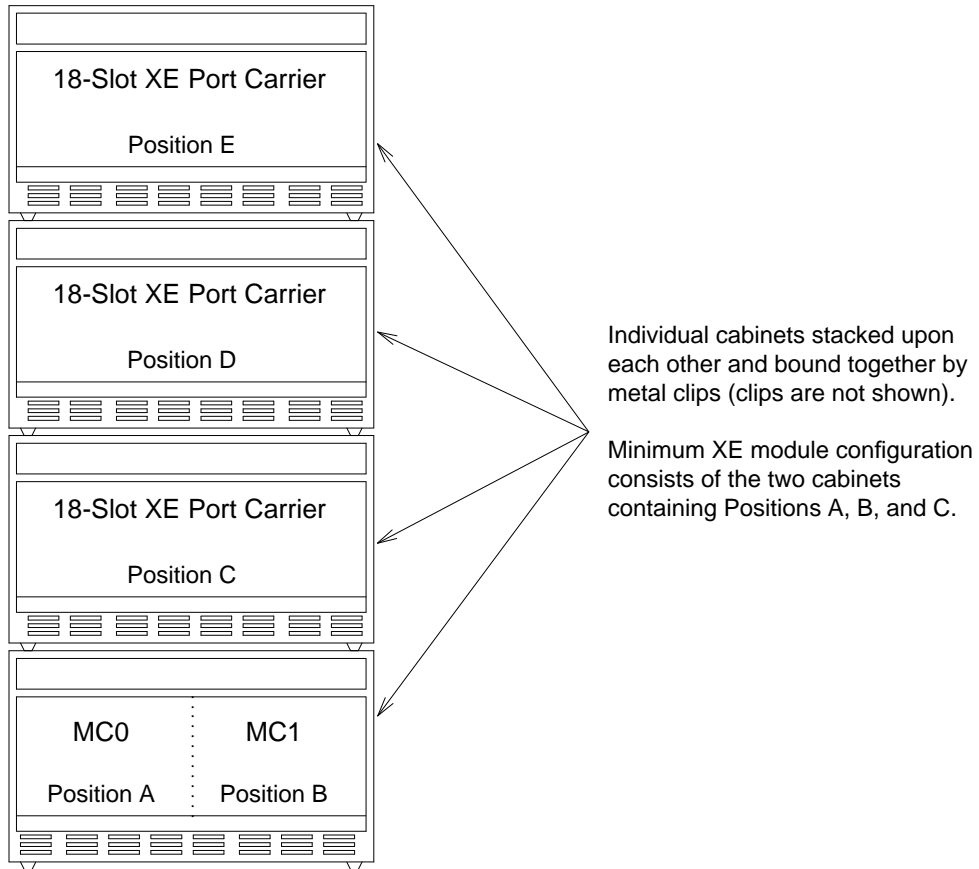 18-Slot XE Port Carrier
Position E
18-Slot XE Port Carrier
Position D
Individual cabinets stacked upon
each other and bound together by
metal clips (clips are not shown).
Minimum XE module configuration
consists of the two cabinets
containing Positions A, B, and C.
18-Slot XE Port Carrier
Position C
MC0
MC1
Position A
Position B